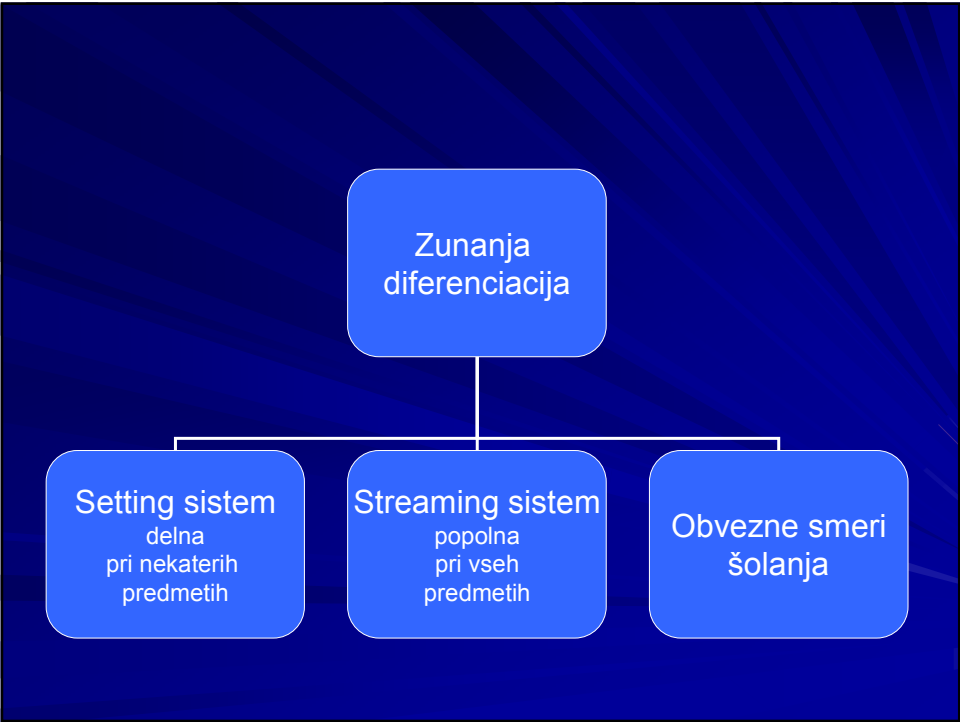 Zunanja
diferenciacija
Setting sistem
delna
pri nekaterih
predmetih
Streaming sistem
popolna
pri vseh
predmetih
Obvezne smeri
šolanja